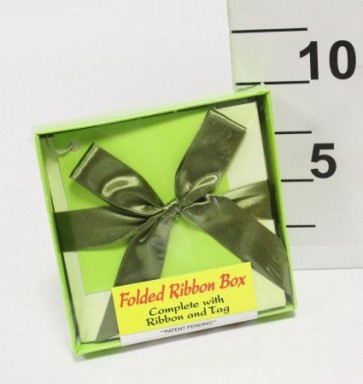 10
5
Folded Ribbon Box
Complete with
Ribbon and Tag
"PATENT PENDING"